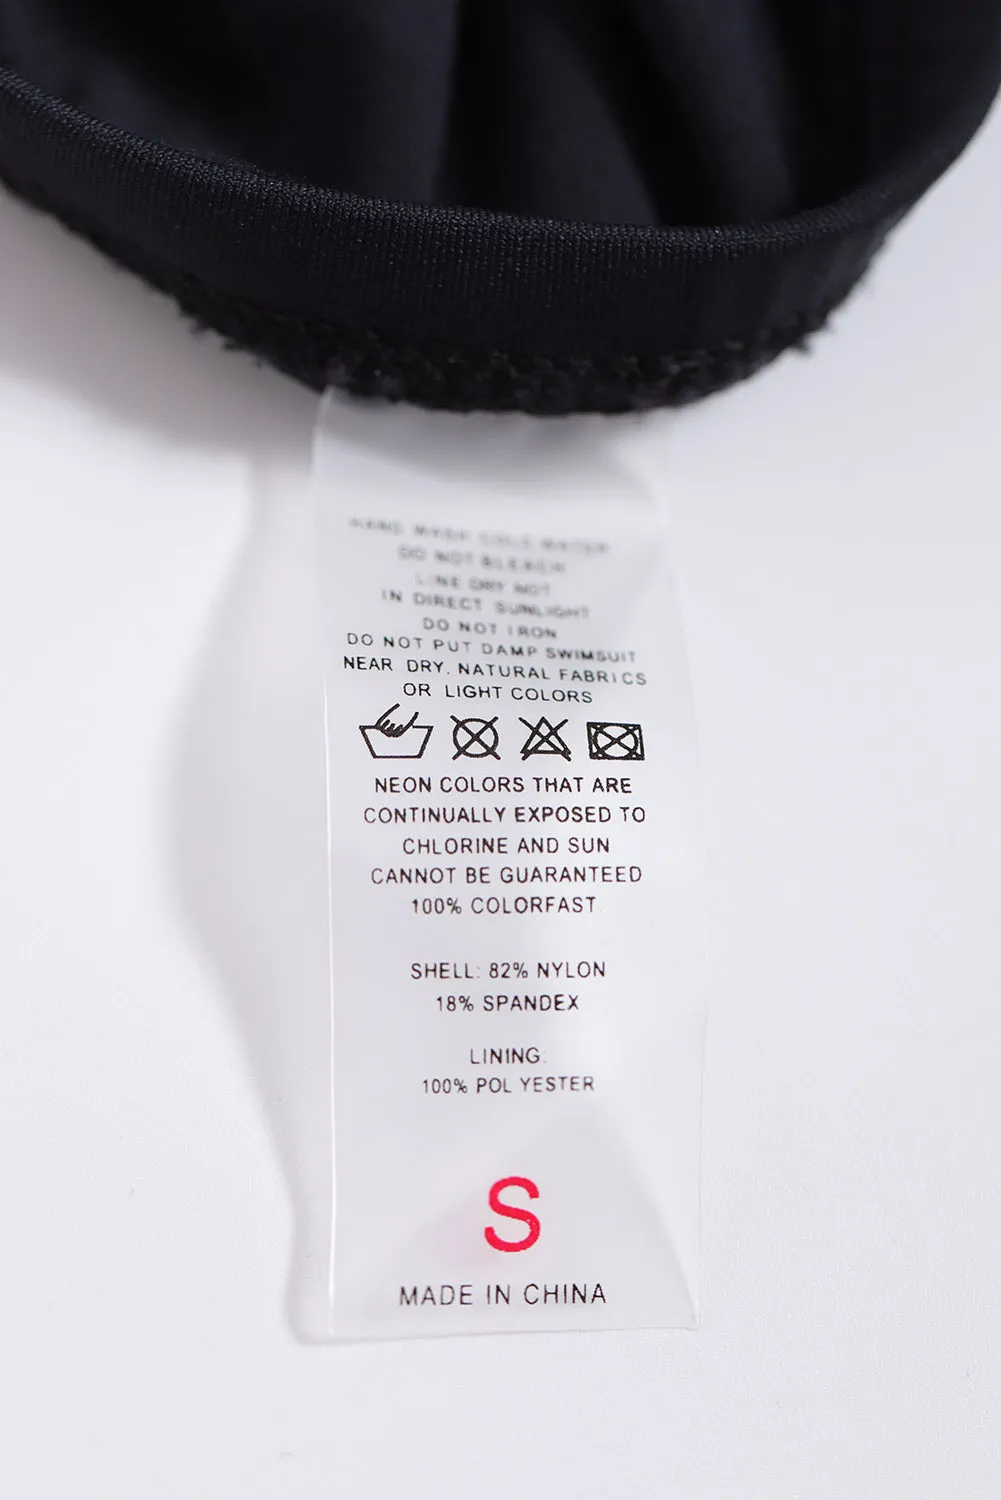 HAND WASH COLD WATER
DO NOT BLEACH
LINE DRY NOT
IN DIRECT SUNLIGHT
DO NOT IRON
DO NOT PUT DAMP SWIMSUIT
NEAR DRY. NATURAL FABRICS
OR LIGHT COLORS
NEON COLORS THAT ARE
CONTINUALLY EXPOSED TO
CHLORINE AND SUN
CANNOT BE GUARANTEED
100% COLORFAST
SHELL: 82% NYLON
18% SPANDEX
LINING:
100% POLYESTER
S
MADE IN CHINA